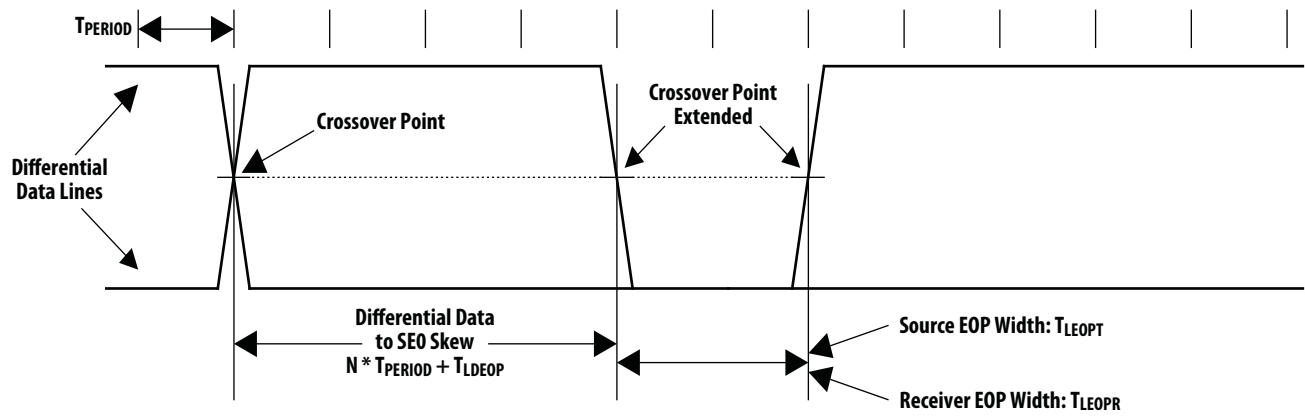 TPERIOD
Crossover Point
Crossover Point
Extended
Differential
Data Lines
Differential Data
to SE0 Skew
N * TPERIOD + TLDEOP
Source EOP Width: TLEOPT
Receiver EOP Width: TLEOPR